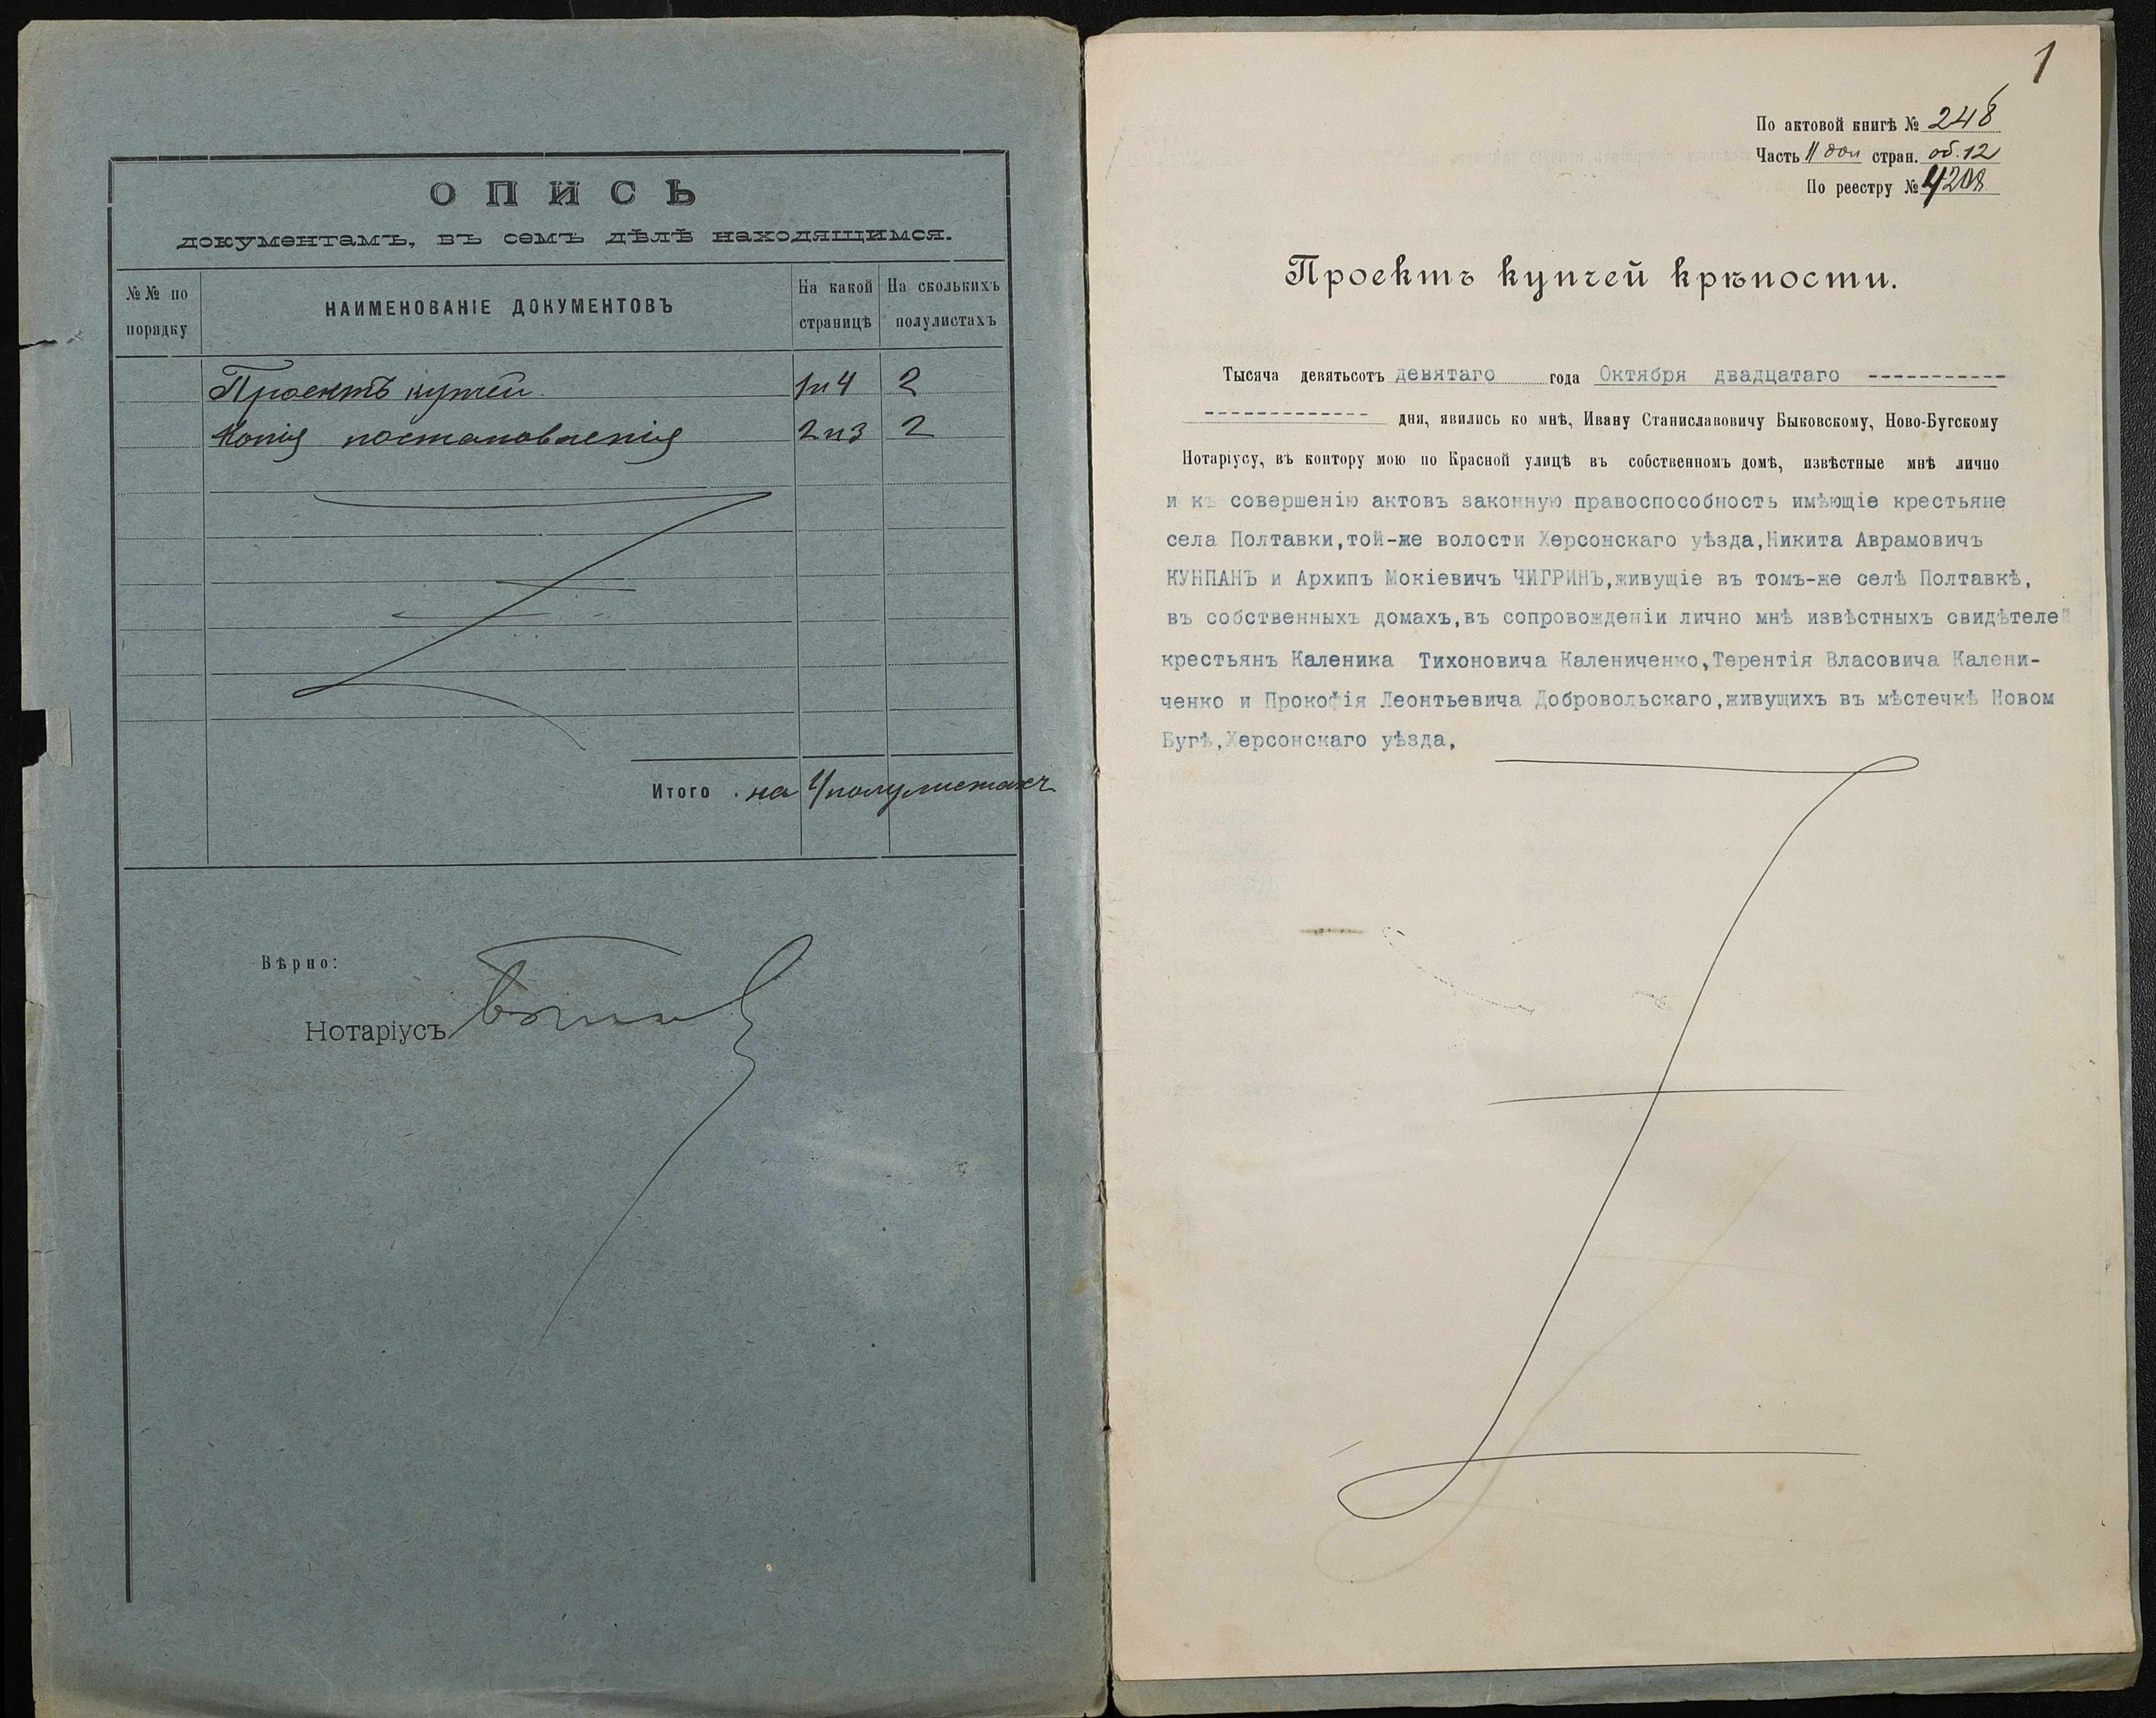 ОПИСЬ
документамъ, въ семъ дѣлѣ находящимся.
№№ по порядку
НАИМЕНОВАНІЕ ДОКУМЕНТОВЪ
На какой страницѣ
На сколькихъ полулистахъ
Проектъ купчей 1 и 4 2
Копія постановленія 2 и 3 2
Итого на 4 полулистахъ
Вѣрно:
Нотаріусъ
1
По актовой книгѣ № 248
Часть II стран. об. 12
По реестру № 4208
Проектъ купчей крѣпости.
Тысяча девятьсотъ девятаго года Октября двадцатаго -----------
------------- дня, явились ко мнѣ, Ивану Станиславовичу Быковскому, Ново-Бугскому
Нотаріусу, въ контору мою по Красной улицѣ въ собственномъ домѣ, извѣстные мнѣ лично
и къ совершенію актовъ законную правоспособность имѣющіе крестьяне
села Полтавки,той-же волости Херсонскаго уѣзда,Никита Аврамовичъ
КУНПАНЪ и Архипъ Мокіевичъ ЧИГРИНЪ,живущіе въ томъ-же селѣ Полтавкѣ,
въ собственныхъ домахъ,въ сопровожденіи лично мнѣ извѣстныхъ свидѣтелей
крестьянъ Каленика Тихоновича Калениченко,Терентія Власовича Калени-
ченко и Прокофія Леонтьевича Добровольскаго,живущихъ въ мѣстечкѣ Новом
Бугѣ,Херсонскаго уѣзда,